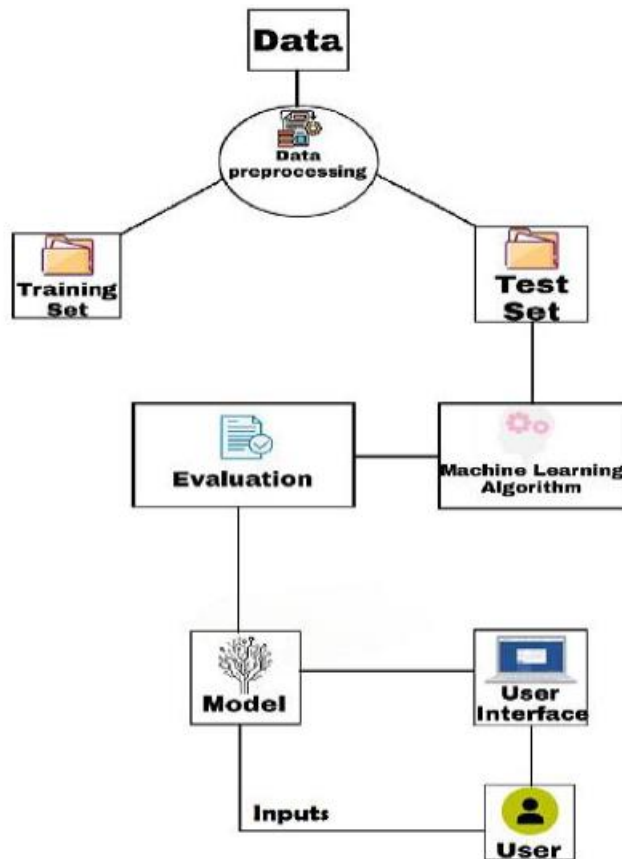 Data
Data
preprocessing
Training
Set
Test
Set
Evaluation
Machine Learning
Algorithm
Model
User
Interface
Inputs
User